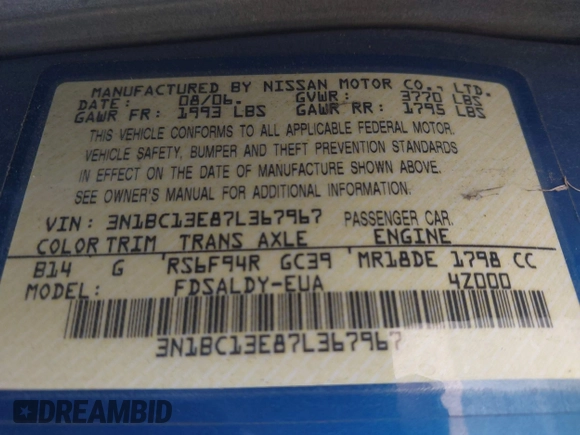 MANUFACTURED BY NISSAN MOTOR CO., LTD.
DATE: 08/06. GVWR: 3770 LBS
GAWR FR: 1993 LBS GAWR RR: 1795 LBS
THIS VEHICLE CONFORMS TO ALL APPLICABLE FEDERAL MOTOR
VEHICLE SAFETY, BUMPER AND THEFT PREVENTION STANDARDS
IN EFFECT ON THE DATE OF MANUFACTURE SHOWN ABOVE.
SEE OWNER'S MANUAL FOR ADDITIONAL INFORMATION.
VIN: 3N1BC13E87L367967 PASSENGER CAR
COLOR TRIM TRANS AXLE ENGINE
B14 G RS6F94R GC39 MR18DE 1798 CC
MODEL: FDSALDY-EUA 4Z000
3N1BC13E87L367967
DREAMBID